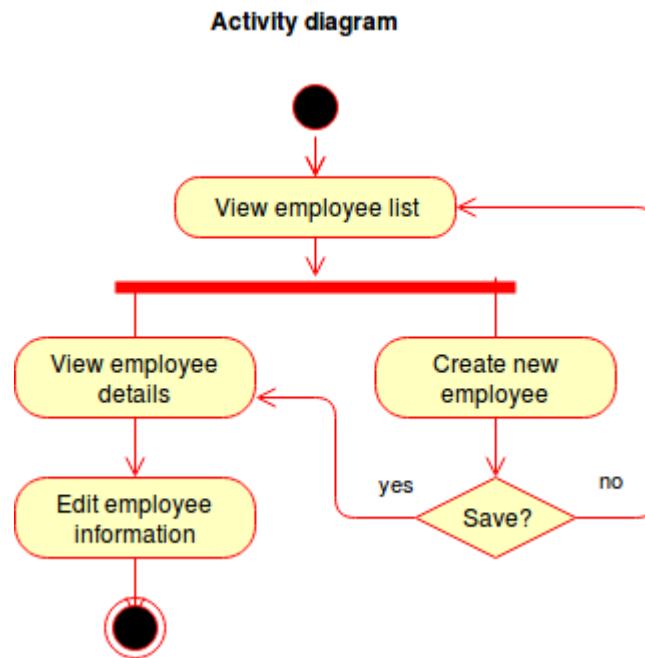 Activity diagram
View employee list
View employee
details
Create new
employee
yes
no
Save?
Edit employee
information